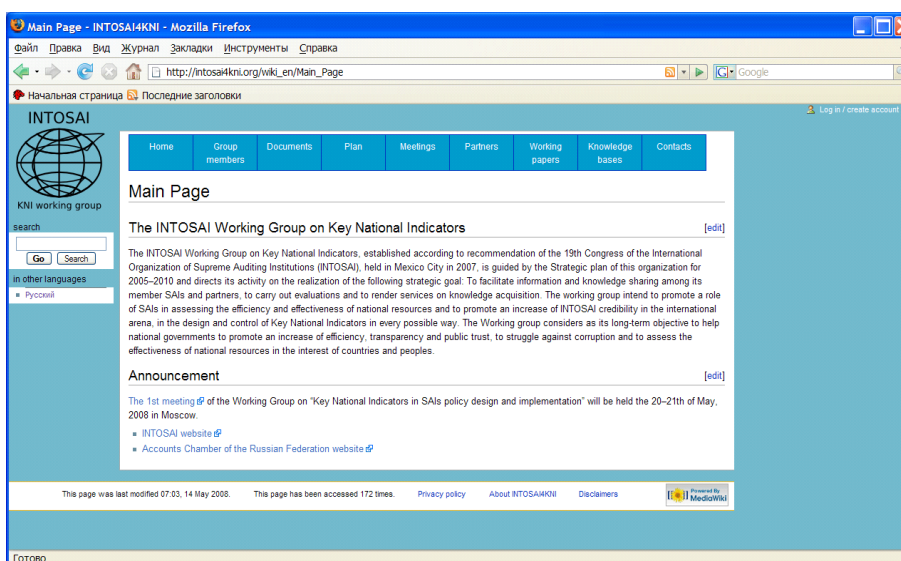 Main Page - INTOSAI4KNI - Mozilla Firefox
Файл Правка Вид Журнал Закладки Инструменты Справка
http://intosai4kni.org/wiki_en/Main_Page
Google
Начальная страница Последние заголовки
Log in / create account
INTOSAI
KNI working group
Home Group members Documents Plan Meetings Partners Working papers Knowledge bases Contacts
Main Page
search
Go Search
in other languages
Русский
The INTOSAI Working Group on Key National Indicators [edit]
The INTOSAI Working Group on Key National Indicators, established according to recommendation of the 19th Congress of the International
Organization of Supreme Auditing Institutions (INTOSAI), held in Mexico City in 2007, is guided by the Strategic plan of this organization for
2005–2010 and directs its activity on the realization of the following strategic goal: To facilitate information and knowledge sharing among its
member SAIs and partners, to carry out evaluations and to render services on knowledge acquisition. The working group intend to promote a role
of SAIs in assessing the efficiency and effectiveness of national resources and to promote an increase of INTOSAI credibility in the international
arena, in the design and control of Key National Indicators in every possible way. The Working group considers as its long-term objective to help
national governments to promote an increase of efficiency, transparency and public trust, to struggle against corruption and to assess the
effectiveness of national resources in the interest of countries and peoples.
Announcement [edit]
The 1st meeting of the Working Group on "Key National Indicators in SAIs policy design and implementation" will be held the 20–21th of May,
2008 in Moscow.
INTOSAI website
Accounts Chamber of the Russian Federation website
This page was last modified 07:03, 14 May 2008. This page has been accessed 172 times. Privacy policy About INTOSAI4KNI Disclaimers
Powered By
MediaWiki
Готово